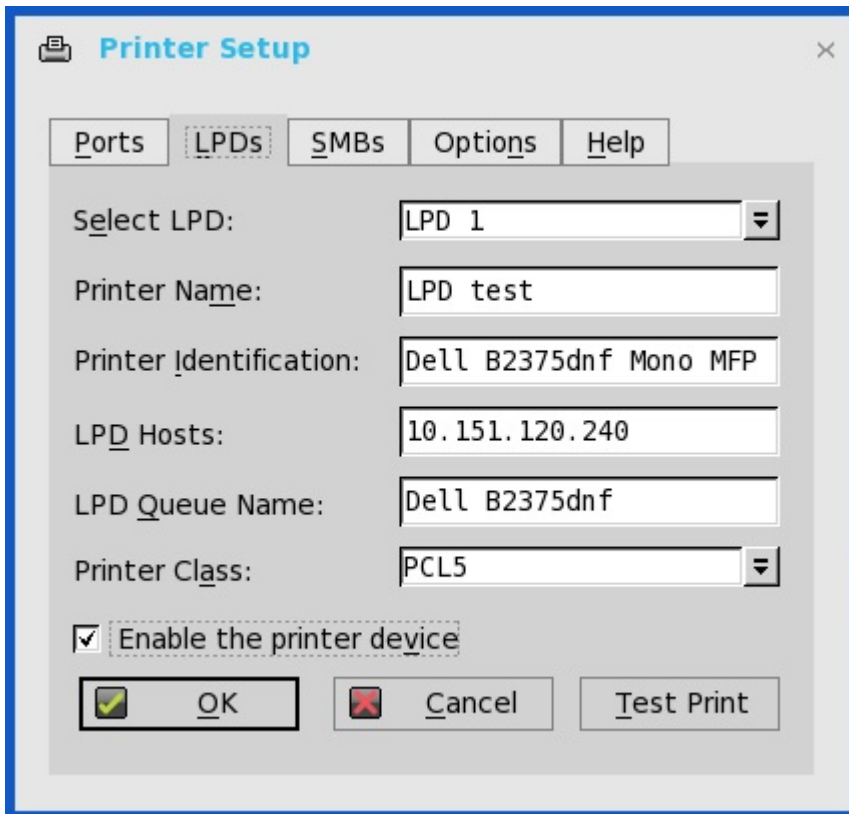 Printer Setup
Ports LPDs SMBs Options Help
Select LPD: LPD 1
Printer Name: LPD test
Printer Identification: Dell B2375dnf Mono MFP
LPD Hosts: 10.151.120.240
LPD Queue Name: Dell B2375dnf
Printer Class: PCL5
Enable the printer device
OK Cancel Test Print